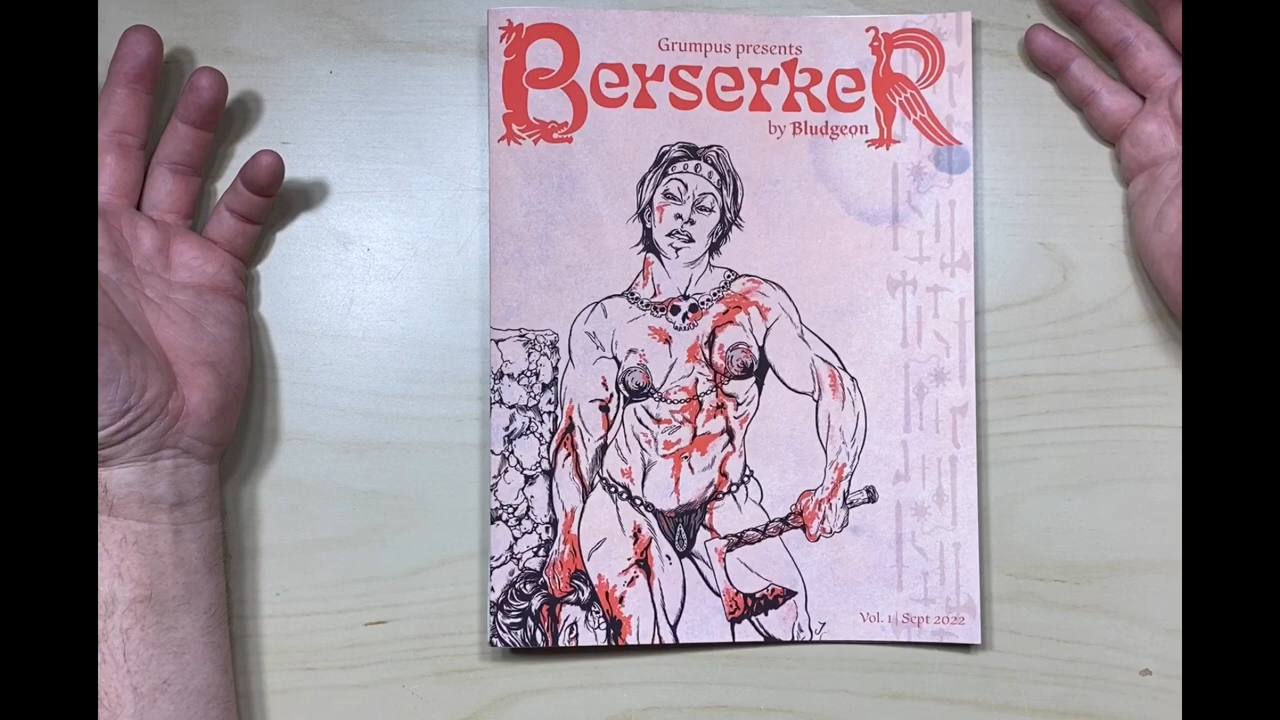 Grumpus presents
BerserkeR
by Bludgeon
Vol. 1 | Sept 2022